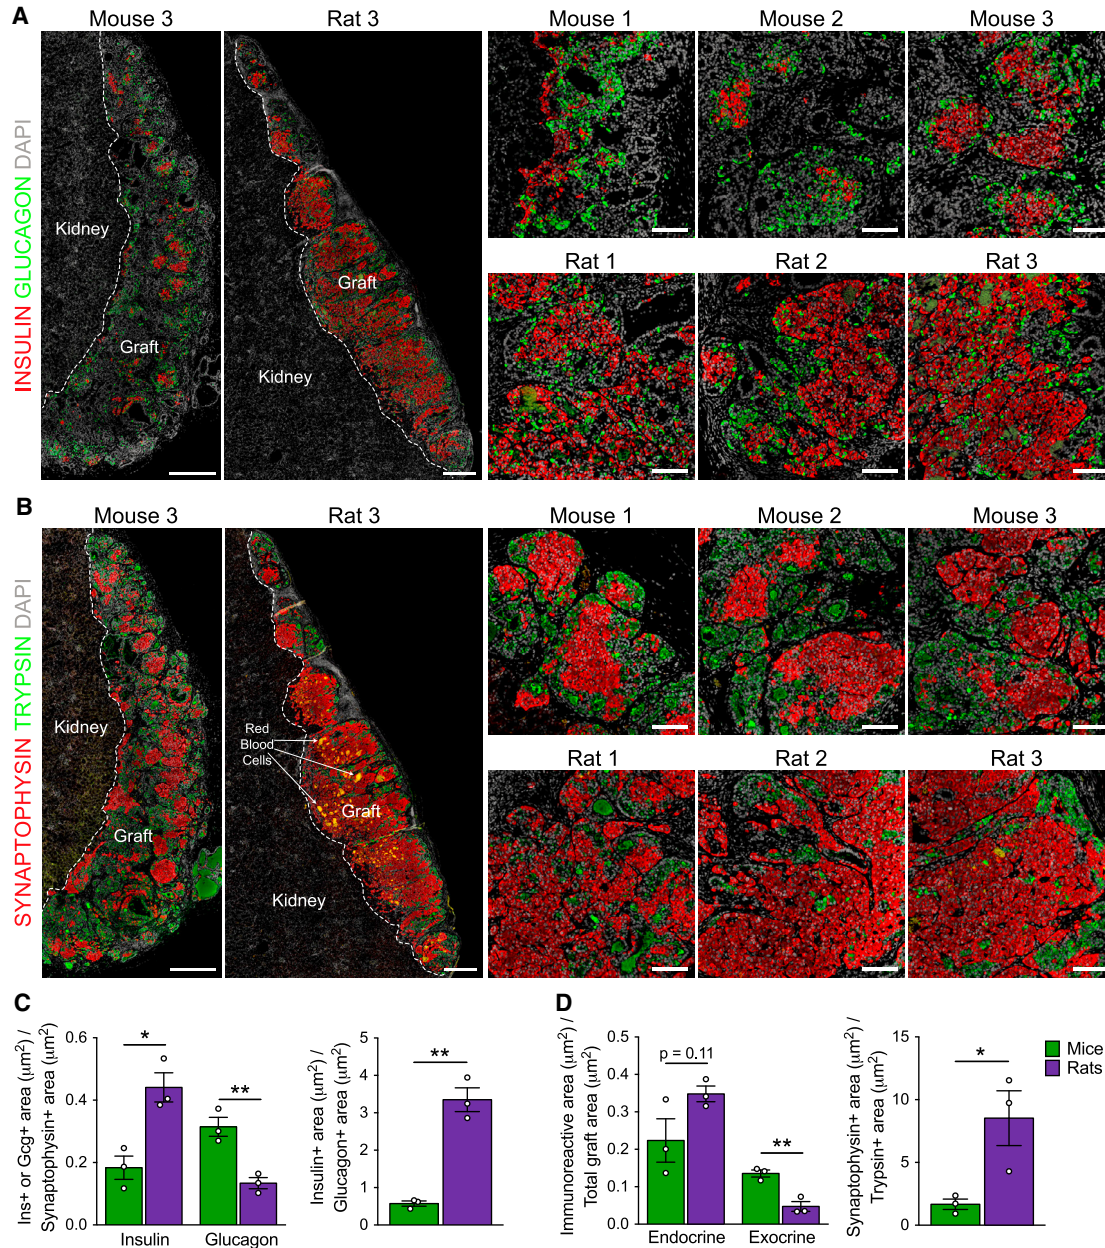 A
Mouse 3
Rat 3
Mouse 1
Mouse 2
Mouse 3
INSULIN GLUCAGON DAPI
Kidney
Graft
Graft
Kidney
Rat 1
Rat 2
Rat 3
B
Mouse 3
Rat 3
Mouse 1
Mouse 2
Mouse 3
SYNAPTOPHYSIN TRYPSIN DAPI
Kidney
Graft
Red
Blood
Cells
Graft
Kidney
Rat 1
Rat 2
Rat 3
C
Ins+ or Gcg+ area (μm²) /
Synaptophysin+ area (μm²)
0.6
0.4
0.2
0.0
*
**
Insulin
Glucagon
Insulin+ area (μm²) /
Glucagon+ area (μm²)
5
4
3
2
1
0
**
D
Immunoreactive area (μm²) /
Total graft area (μm²)
0.5
0.4
0.3
0.2
0.1
0.0
p = 0.11
**
Endocrine
Exocrine
Synaptophysin+ area (μm²) /
Trypsin+ area (μm²)
15
10
5
0
*
Mice
Rats